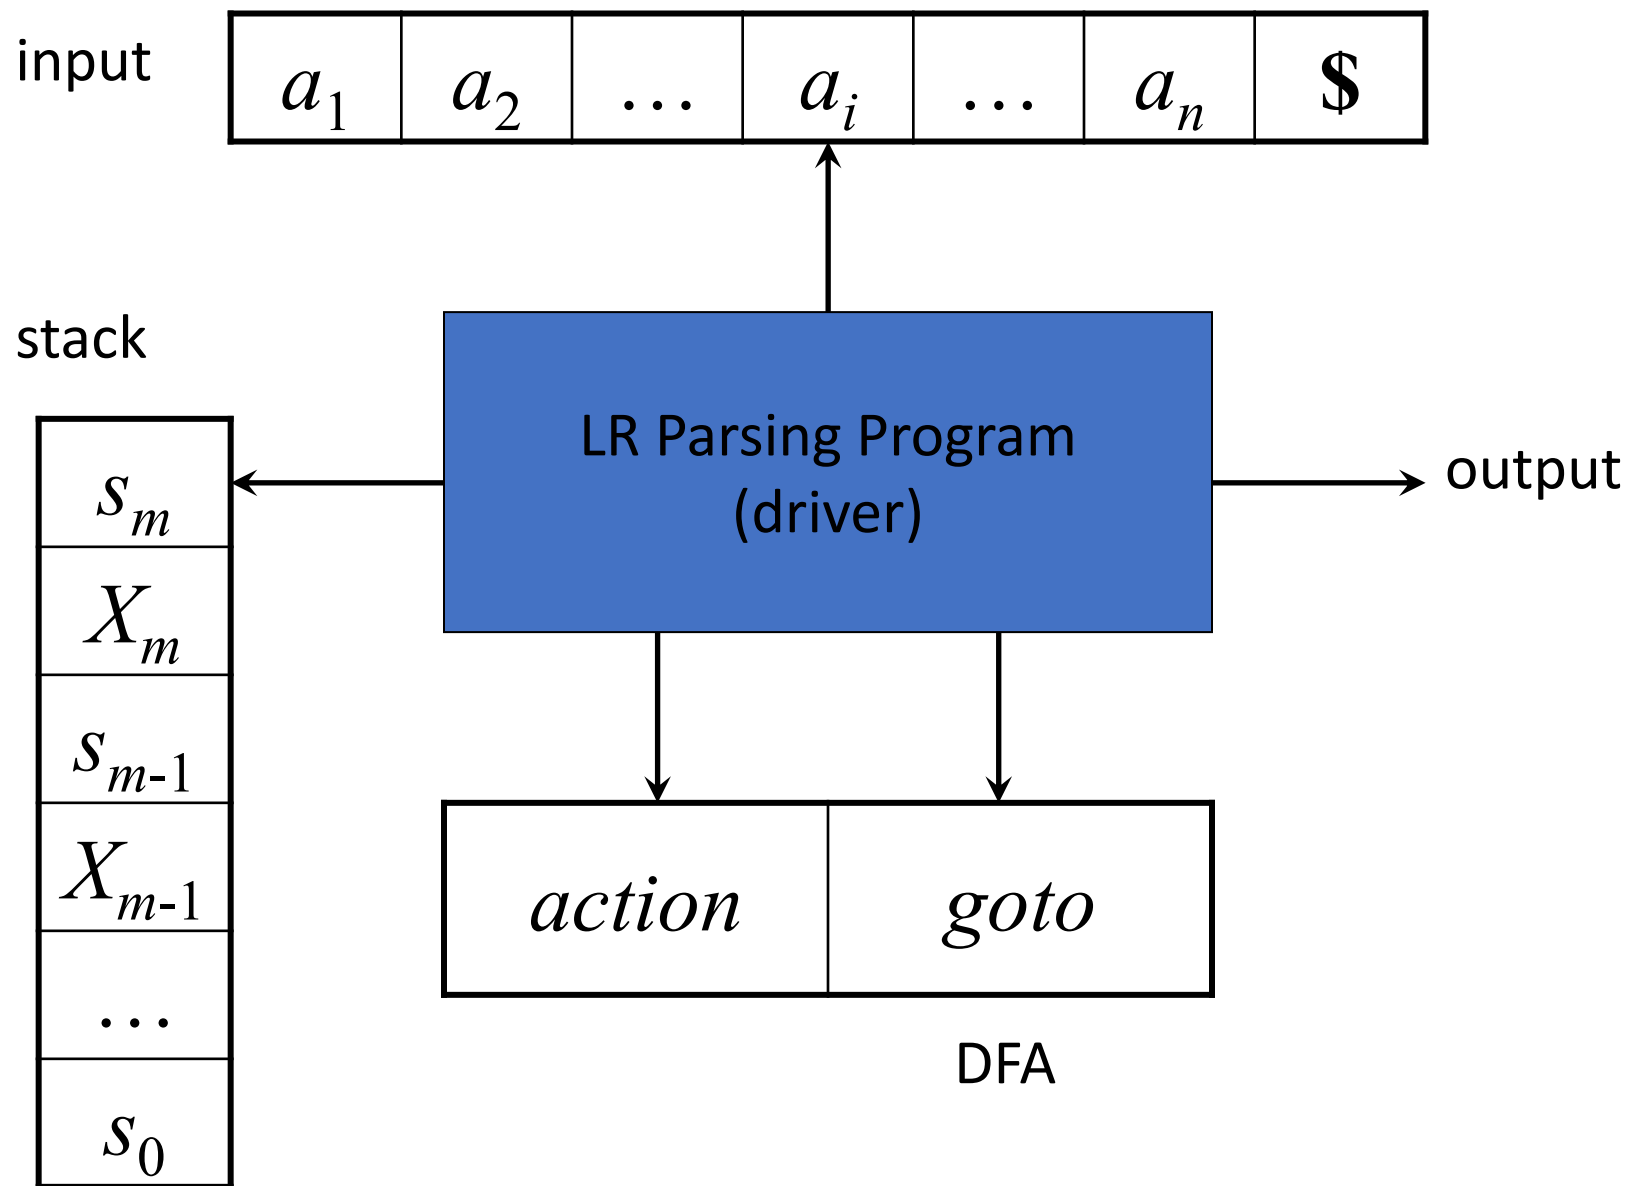 input
a₁ a₂ … aᵢ … aₙ $
stack
LR Parsing Program
(driver)
output
sₘ
Xₘ
sₘ₋₁
Xₘ₋₁
…
s₀
action goto
DFA